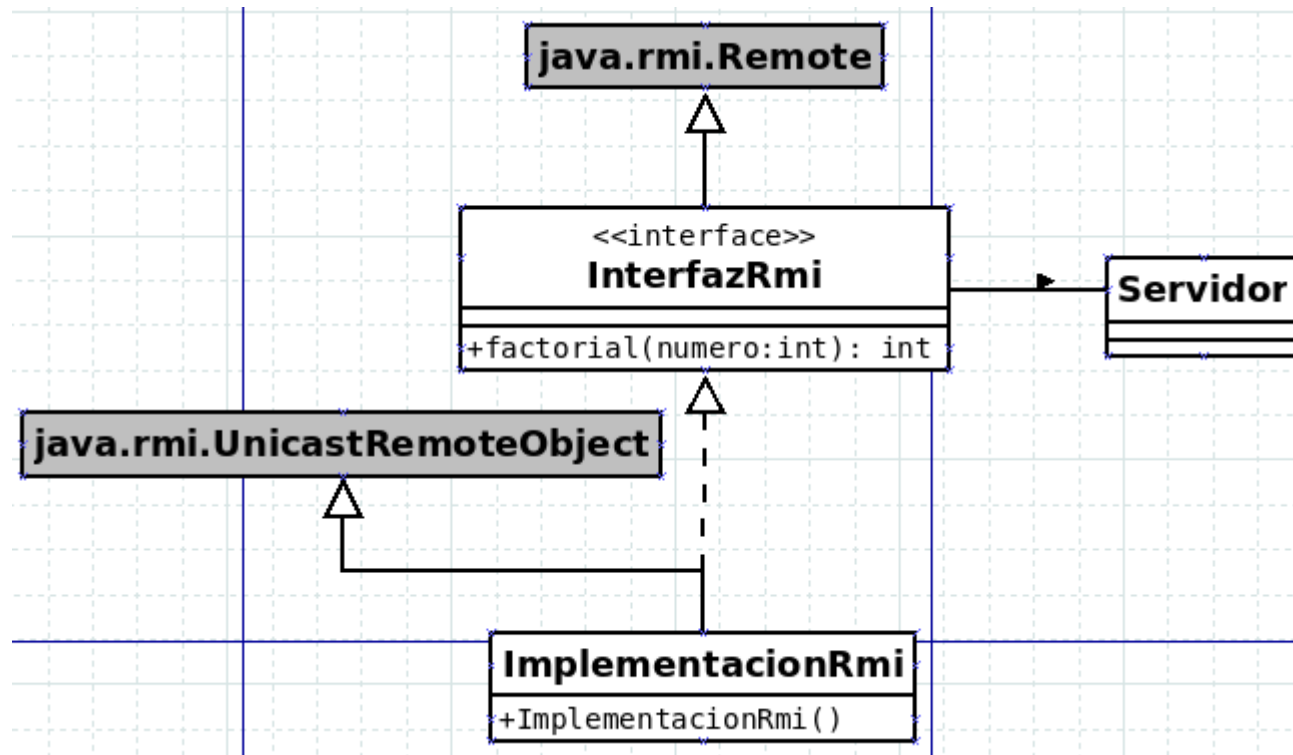 java.rmi.Remote
<<interface>>
InterfazRmi
+factorial(numero:int): int
Servidor
java.rmi.UnicastRemoteObject
ImplementacionRmi
+ImplementacionRmi()